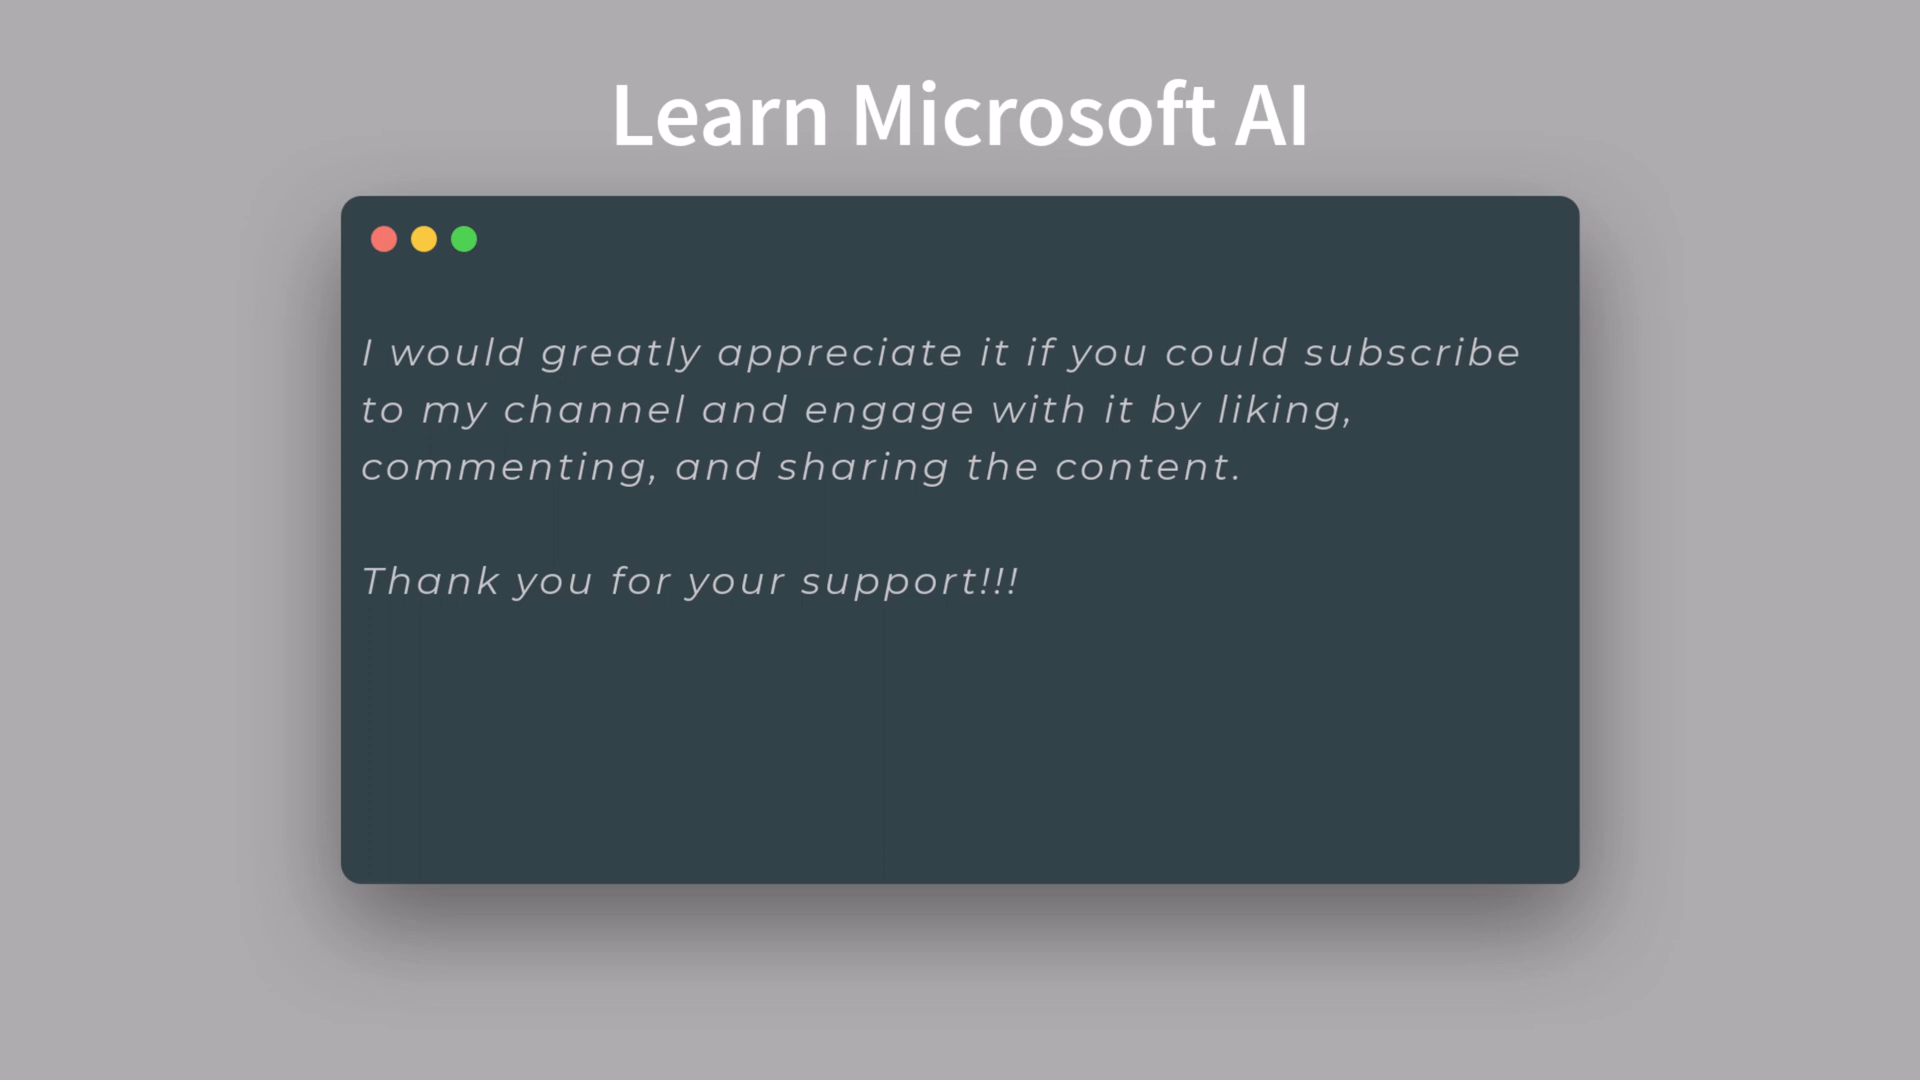 Learn Microsoft AI
I would greatly appreciate it if you could subscribe
to my channel and engage with it by liking,
commenting, and sharing the content.
Thank you for your support!!!